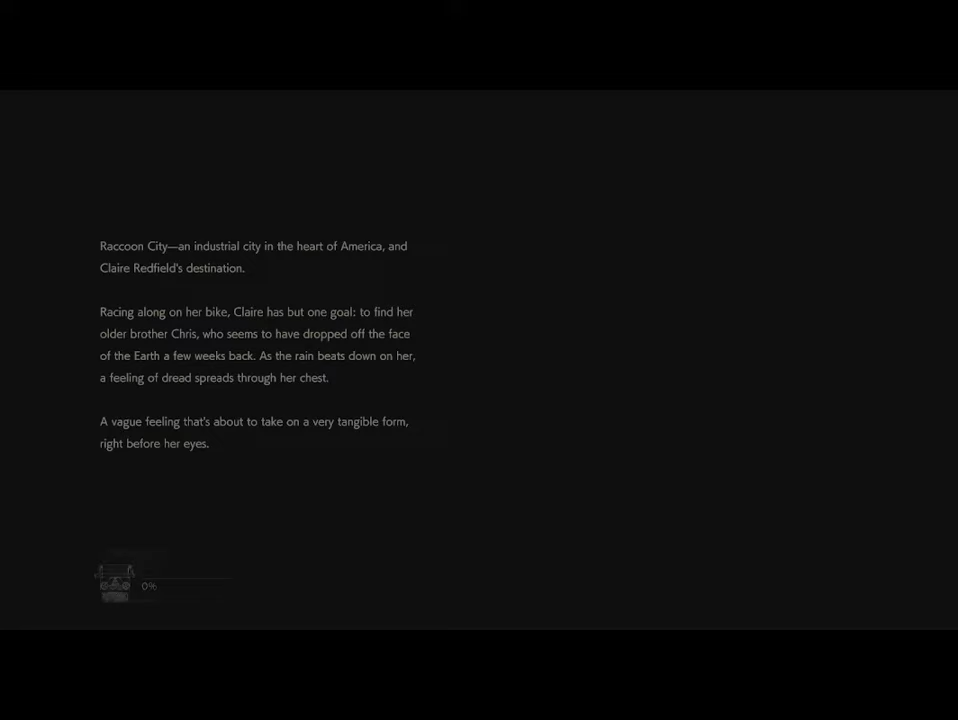 Raccoon City—an industrial city in the heart of America, and
Claire Redfield's destination.
Racing along on her bike, Claire has but one goal: to find her
older brother Chris, who seems to have dropped off the face
of the Earth a few weeks back. As the rain beats down on her,
a feeling of dread spreads through her chest.
A vague feeling that's about to take on a very tangible form,
right before her eyes.
0%